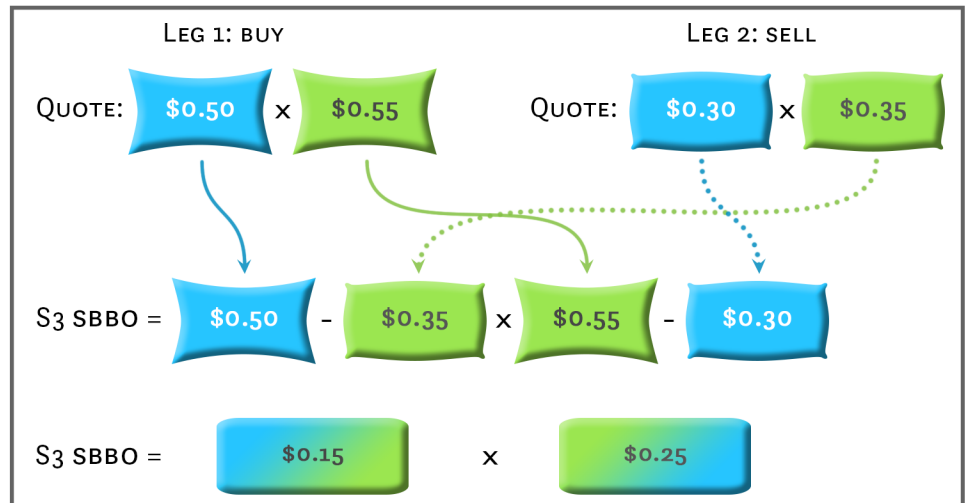 Leg 1: buy Leg 2: sell
Quote: $0.50 x $0.55 Quote: $0.30 x $0.35
S3 sbbo = $0.50 - $0.35 x $0.55 - $0.30
S3 sbbo = $0.15 x $0.25